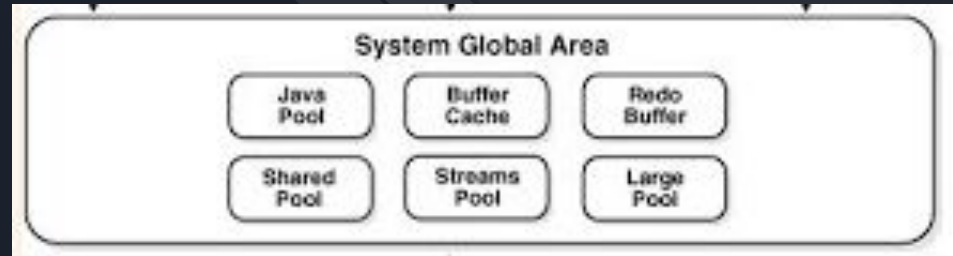 System Global Area
Java
Pool
Buffer
Cache
Redo
Buffer
Shared
Pool
Streams
Pool
Large
Pool